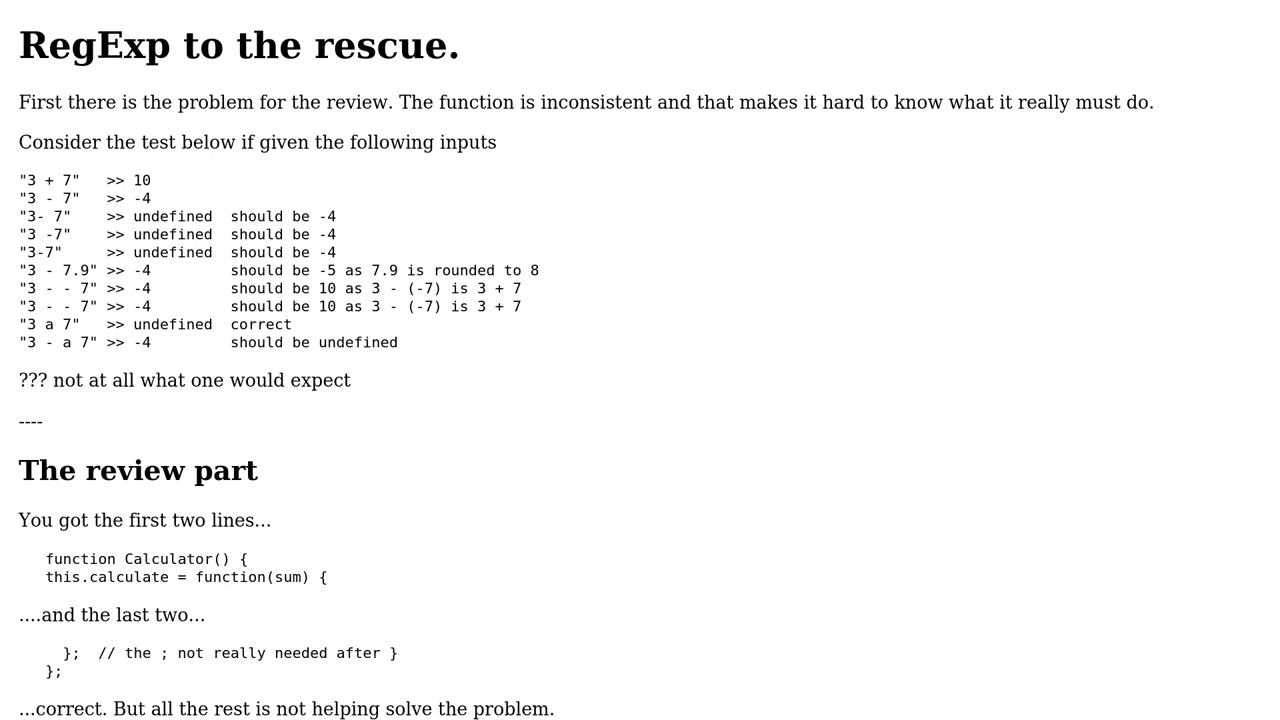 RegExp to the rescue.
First there is the problem for the review. The function is inconsistent and that makes it hard to know what it really must do.
Consider the test below if given the following inputs
"3 + 7"   >> 10
"3 - 7"   >> -4
"3- 7"    >> undefined  should be -4
"3 -7"    >> undefined  should be -4
"3-7"     >> undefined  should be -4
"3 - 7.9" >> -4         should be -5 as 7.9 is rounded to 8
"3 - - 7" >> -4         should be 10 as 3 - (-7) is 3 + 7
"3 - - 7" >> -4         should be 10 as 3 - (-7) is 3 + 7
"3 a 7"   >> undefined  correct
"3 - a 7" >> -4         should be undefined
??? not at all what one would expect
----
The review part
You got the first two lines...
function Calculator() {
this.calculate = function(sum) {
....and the last two...
};  // the ; not really needed after }
};
...correct. But all the rest is not helping solve the problem.